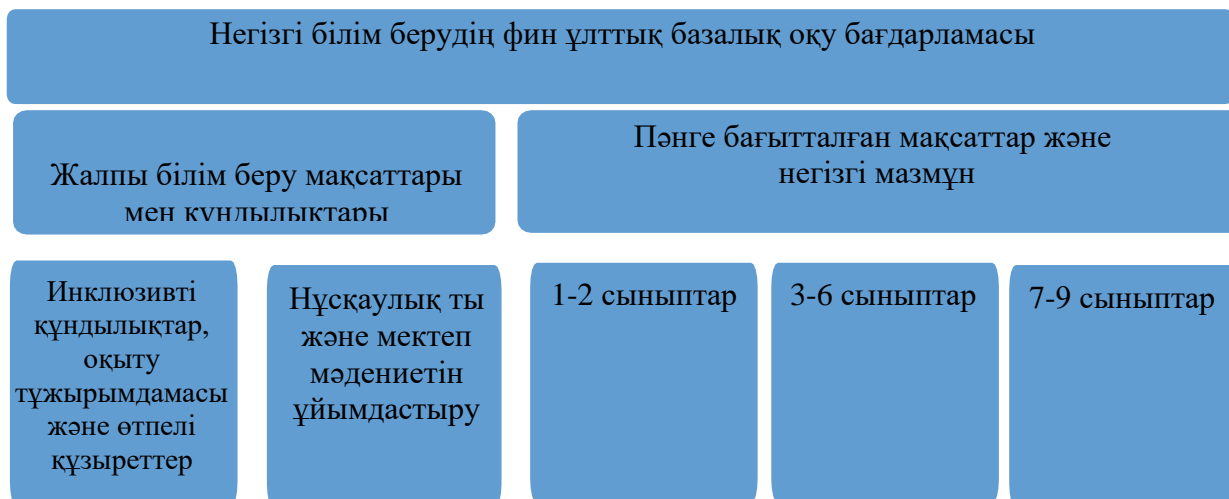 Негізгі білім берудің фин ұлттық базалық оқу бағдарламасы
Жалпы білім беру мақсаттары
мен құндылықтары
Пәнге бағытталған мақсаттар және
негізгі мазмұн
Инклюзивті
құндылықтар,
оқыту
тұжырымдамасы
және өтпелі
құзыреттер
Нұсқаулық ты
және мектеп
мәдениетін
ұйымдастыру
1-2 сыныптар
3-6 сыныптар
7-9 сыныптар